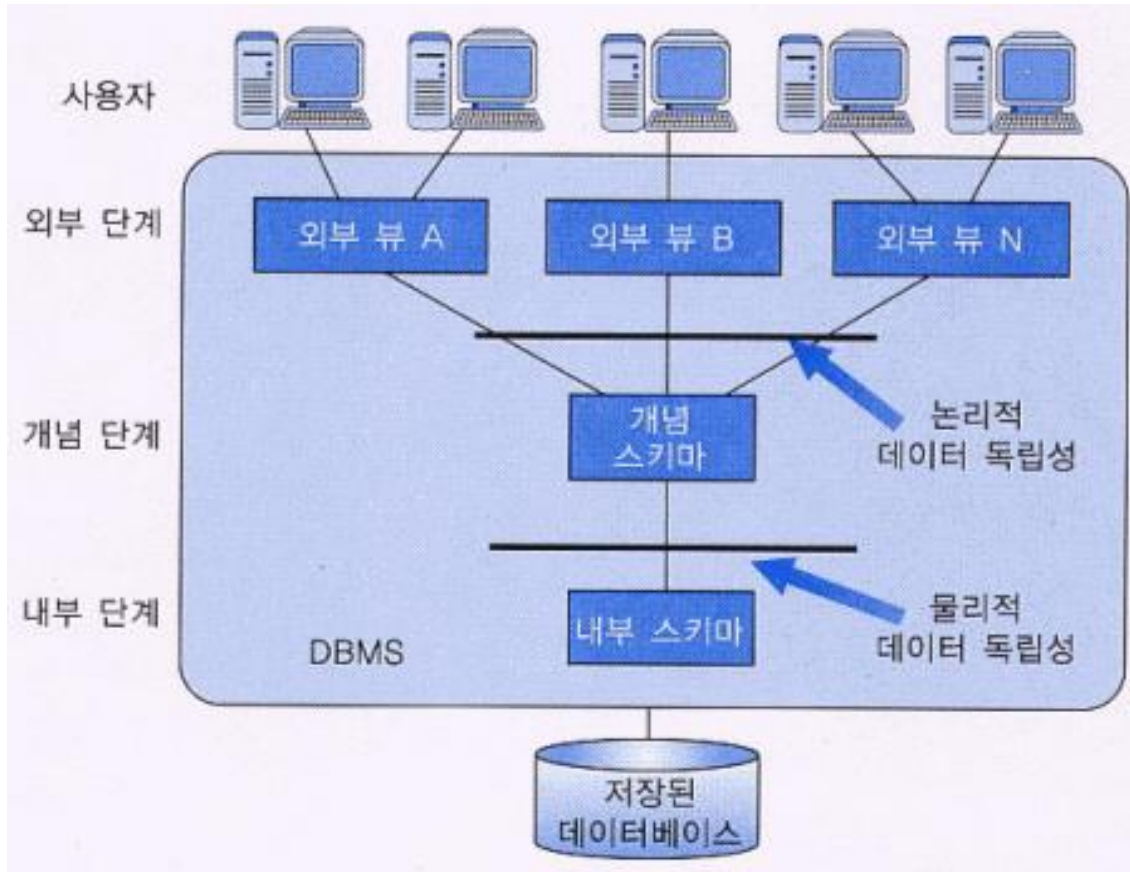 사용자
외부 단계
외부 뷰 A
외부 뷰 B
외부 뷰 N
논리적
데이터 독립성
개념 단계
개념
스키마
물리적
데이터 독립성
내부 단계
내부 스키마
DBMS
저장된
데이터베이스